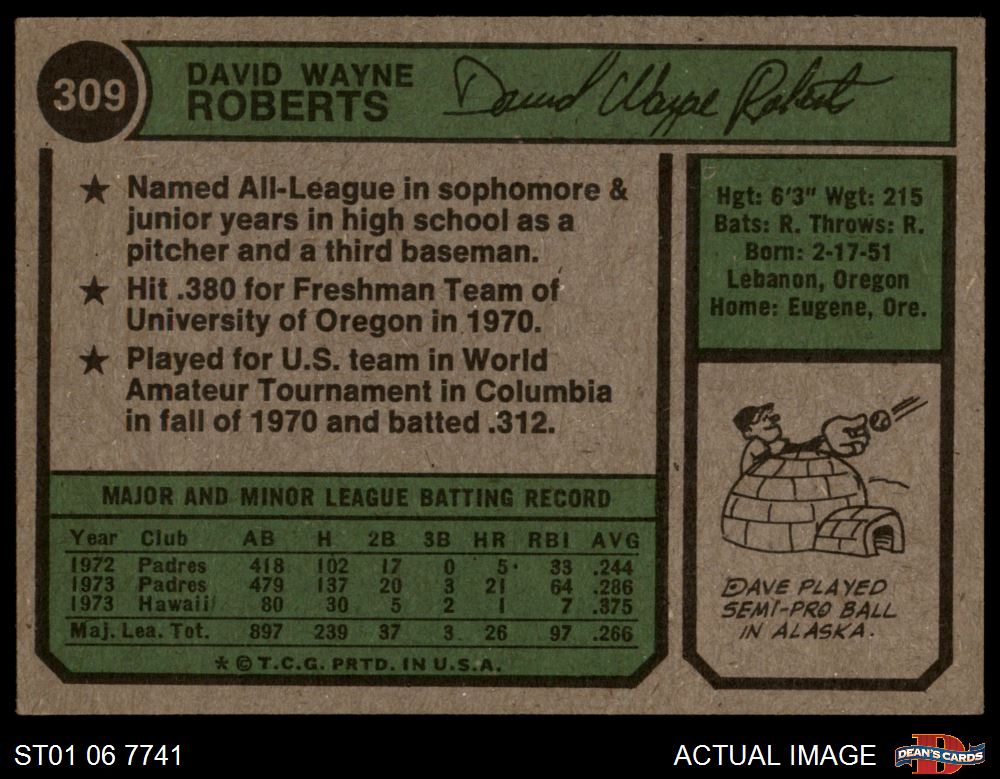 309
DAVID WAYNE
ROBERTS
David Wayne Roberts
★ Named All-League in sophomore &
junior years in high school as a
pitcher and a third baseman.
★ Hit .380 for Freshman Team of
University of Oregon in 1970.
★ Played for U.S. team in World
Amateur Tournament in Columbia
in fall of 1970 and batted .312.
Hgt: 6'3" Wgt: 215
Bats: R. Throws: R.
Born: 2-17-51
Lebanon, Oregon
Home: Eugene, Ore.
DAVE PLAYED
SEMI-PRO BALL
IN ALASKA.
MAJOR AND MINOR LEAGUE BATTING RECORD
Year Club AB H 2B 3B HR RBI AVG
1972 Padres 418 102 17 0 5 33 .244
1973 Padres 479 137 20 3 21 64 .286
1973 Hawaii 80 30 5 2 1 7 .375
Maj. Lea. Tot. 897 239 37 3 26 97 .266
* © T.C.G. PRTD. IN U.S.A.
ST01 06 7741
ACTUAL IMAGE
D
DEAN'S CARDS